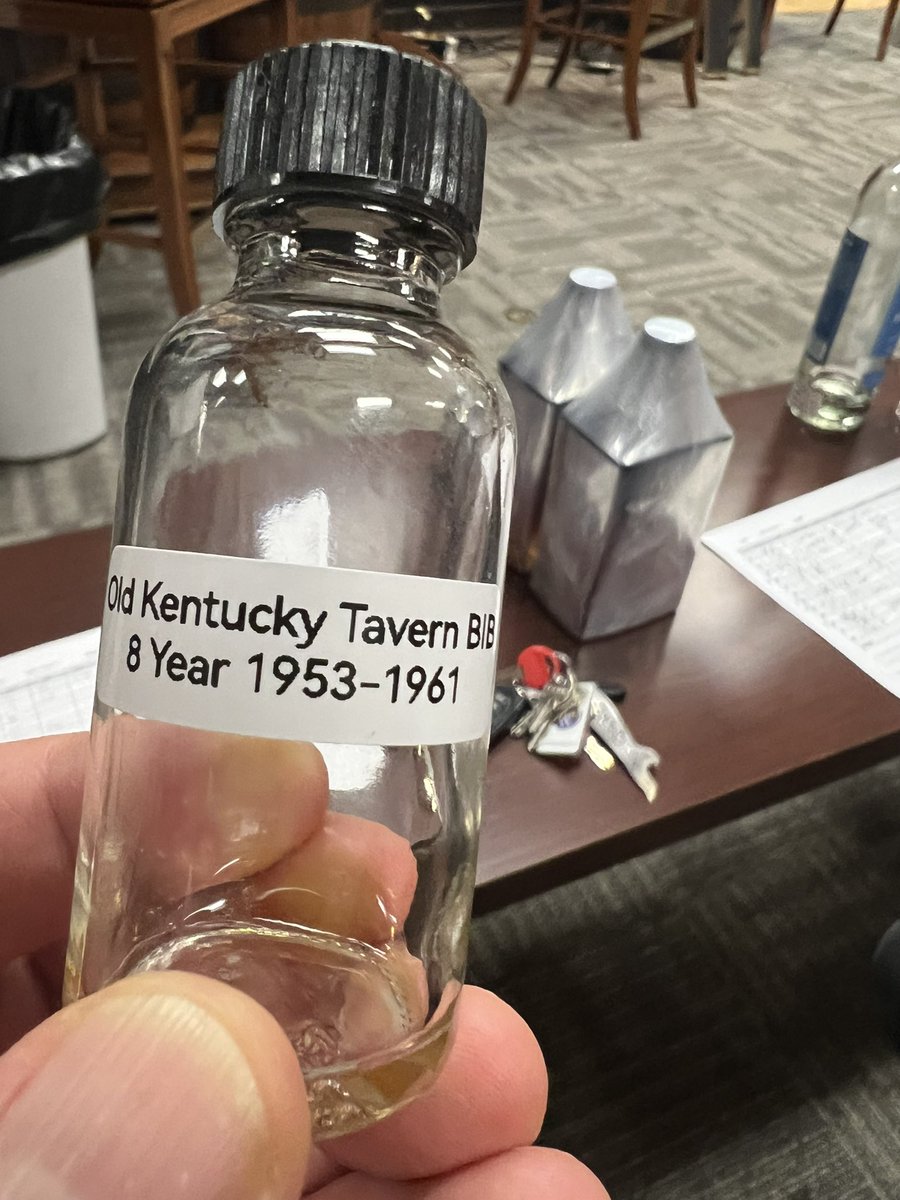 Old Kentucky Tavern BIB
8 Year 1953-1961